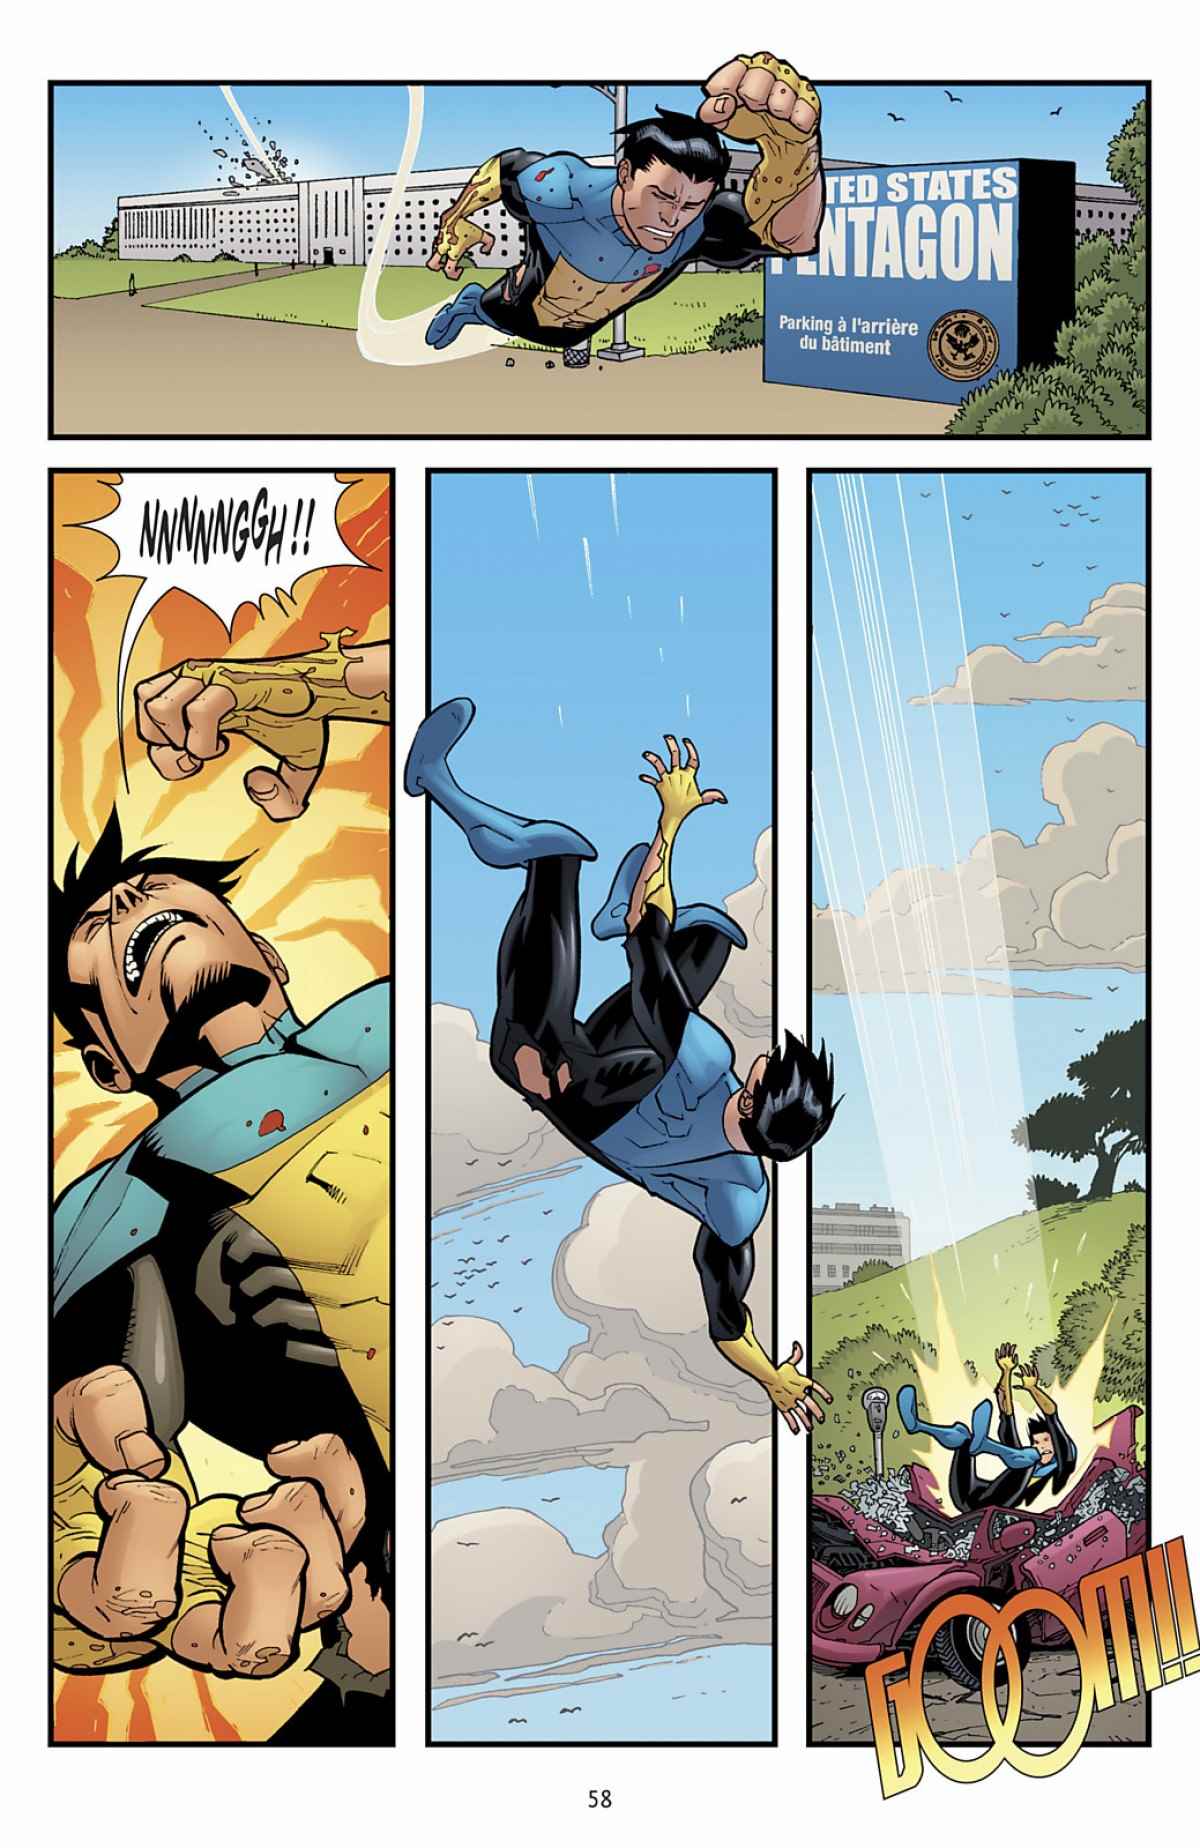 TED STATES
ENTAGON
Parking à l'arrière
du bâtiment
NNNNNGGH!!
GOOM!!!
58